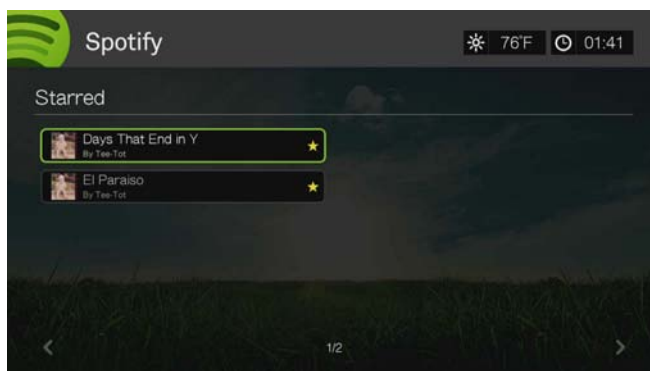 Spotify
76°F
01:41
Starred
Days That End in Y
By Tee-Tot
El Paraiso
By Tee-Tot
1/2